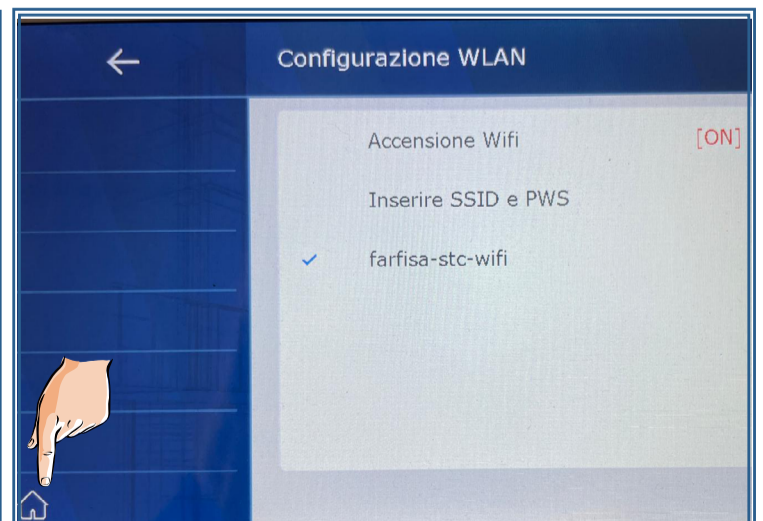 Configurazione WLAN
Accensione Wifi [ON]
Inserire SSID e PWS
farfisa-stc-wifi